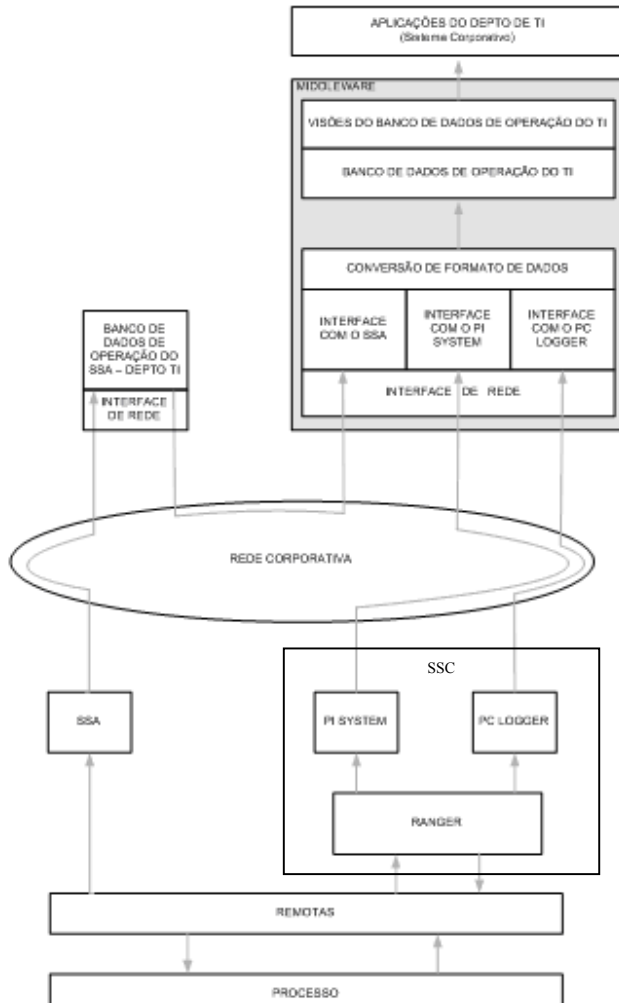 APLICAÇÕES DO DEPTO DE TI
(Sistema Corporativo)
MIDDLEWARE
VISÕES DO BANCO DE DADOS DE OPERAÇÃO DO TI
BANCO DE DADOS DE OPERAÇÃO DO TI
CONVERSÃO DE FORMATO DE DADOS
INTERFACE
COM O SSA
INTERFACE
COM O PI
SYSTEM
INTERFACE
COM O PC
LOGGER
INTERFACE DE REDE
BANCO DE
DADOS DE
OPERAÇÃO DO
SSA – DEPTO TI
INTERFACE
DE REDE
REDE CORPORATIVA
SSC
SSA
PI SYSTEM
PC LOGGER
RANGER
REMOTAS
PROCESSO